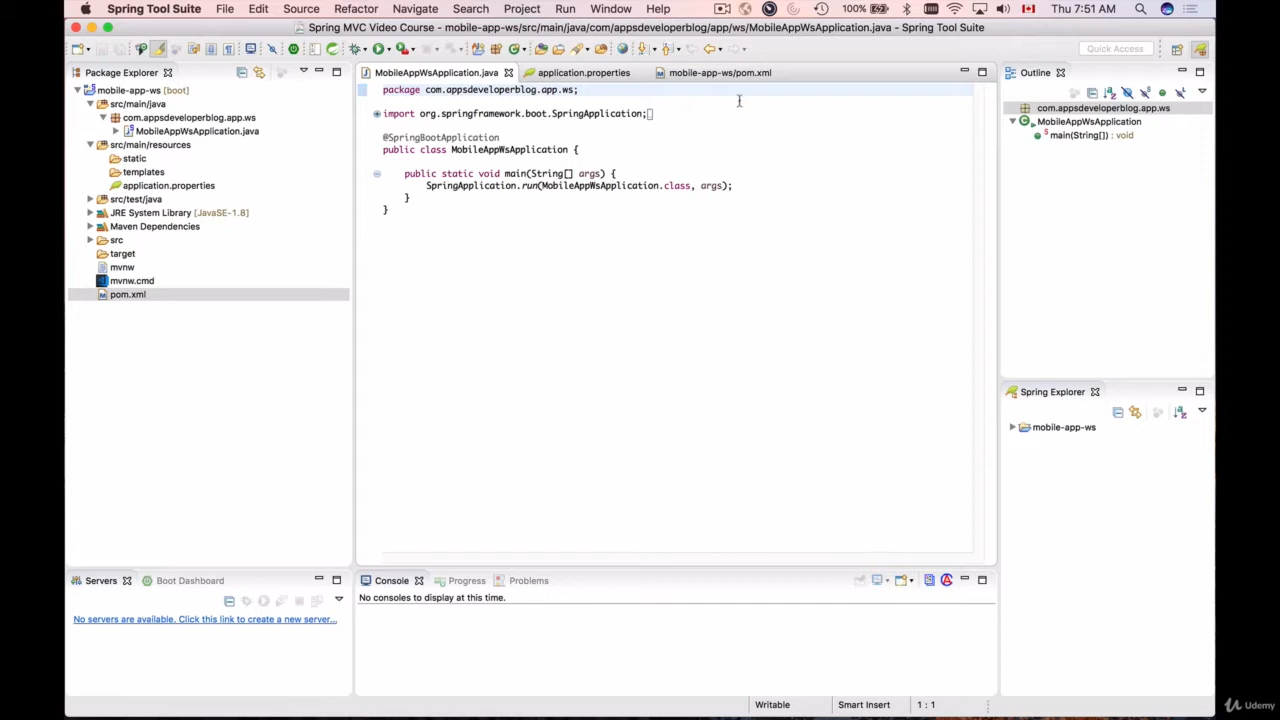 Spring Tool Suite File Edit Source Refactor Navigate Search Project Run Window Help 100% Thu 7:51 AM
Spring MVC Video Course - mobile-app-ws/src/main/java/com/appsdeveloperblog/app/ws/MobileAppWsApplication.java - Spring Tool Suite
Quick Access
Package Explorer
mobile-app-ws [boot]
src/main/java
com.appsdeveloperblog.app.ws
MobileAppWsApplication.java
src/main/resources
static
templates
application.properties
src/test/java
JRE System Library [JavaSE-1.8]
Maven Dependencies
src
target
mvnw
mvnw.cmd
pom.xml
MobileAppWsApplication.java application.properties mobile-app-ws/pom.xml
package com.appsdeveloperblog.app.ws;
import org.springframework.boot.SpringApplication;
@SpringBootApplication
public class MobileAppWsApplication {
public static void main(String[] args) {
SpringApplication.run(MobileAppWsApplication.class, args);
}
}
Outline
com.appsdeveloperblog.app.ws
MobileAppWsApplication
main(String[]) : void
Spring Explorer
mobile-app-ws
Servers Boot Dashboard
No servers are available. Click this link to create a new server...
Console Progress Problems
No consoles to display at this time.
Writable Smart Insert 1 : 1
Udemy